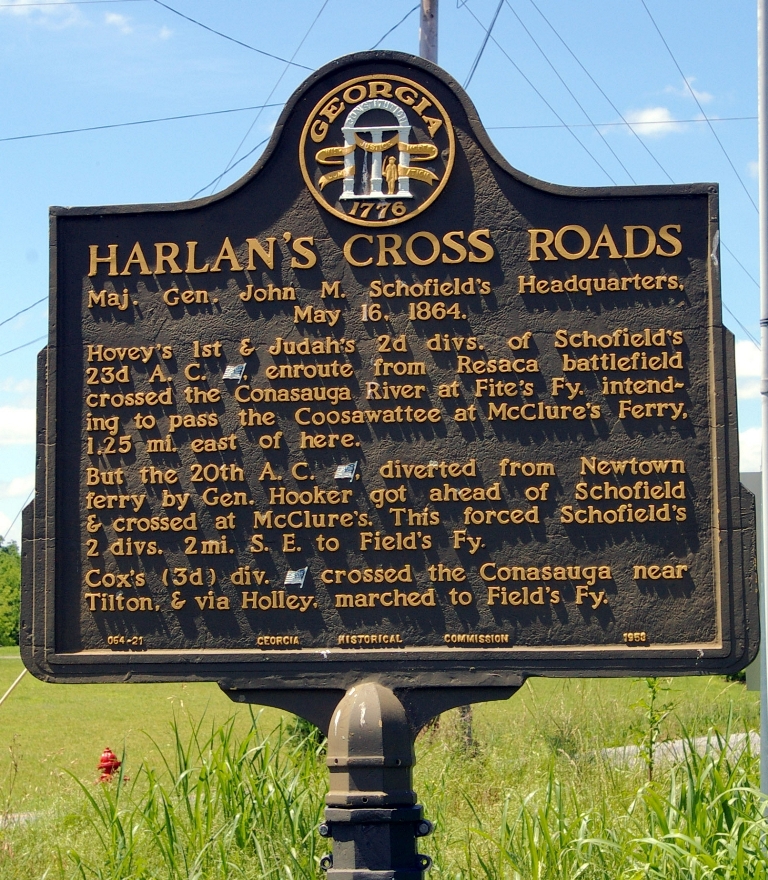 GEORGIA
CONSTITUTION
1776
HARLAN'S CROSS ROADS
Maj. Gen. John M. Schofield's Headquarters,
May 16, 1864.
Hovey's 1st & Judah's 2d divs. of Schofield's
23d A. C. , enroute from Resaca battlefield
crossed the Conasauga River at Fite's Fy. intend-
ing to pass the Coosawattee at McClure's Ferry,
1.25 mi. east of here.
But the 20th A. C. , diverted from Newtown
ferry by Gen. Hooker got ahead of Schofield
& crossed at McClure's. This forced Schofield's
2 divs. 2 mi. S. E. to Field's Fy.
Cox's (3d) div. crossed the Conasauga near
Tilton, & via Holley, marched to Field's Fy.
064-21 GEORGIA HISTORICAL COMMISSION 1953